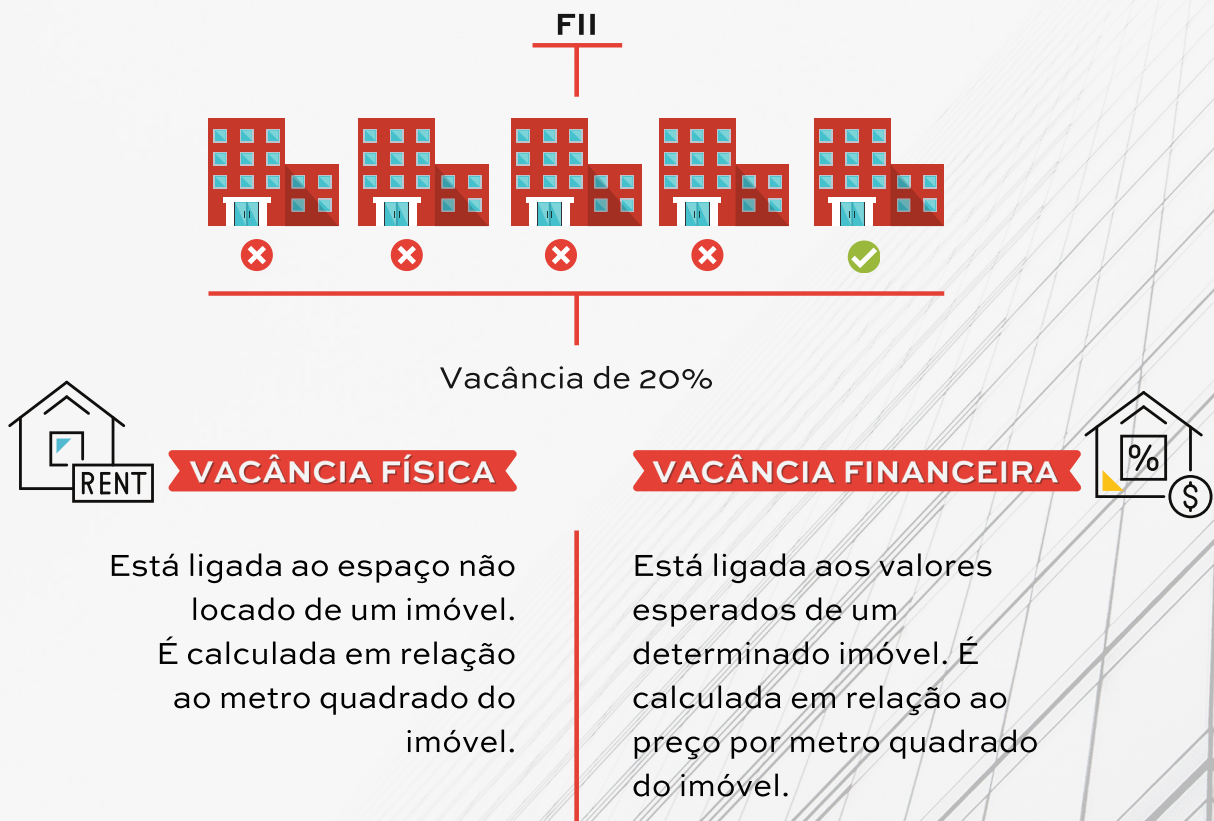 FII
Vacância de 20%
RENT
VACÂNCIA FÍSICA
Está ligada ao espaço não
locado de um imóvel.
É calculada em relação
ao metro quadrado do
imóvel.
VACÂNCIA FINANCEIRA
%
$
Está ligada aos valores
esperados de um
determinado imóvel. É
calculada em relação ao
preço por metro quadrado
do imóvel.